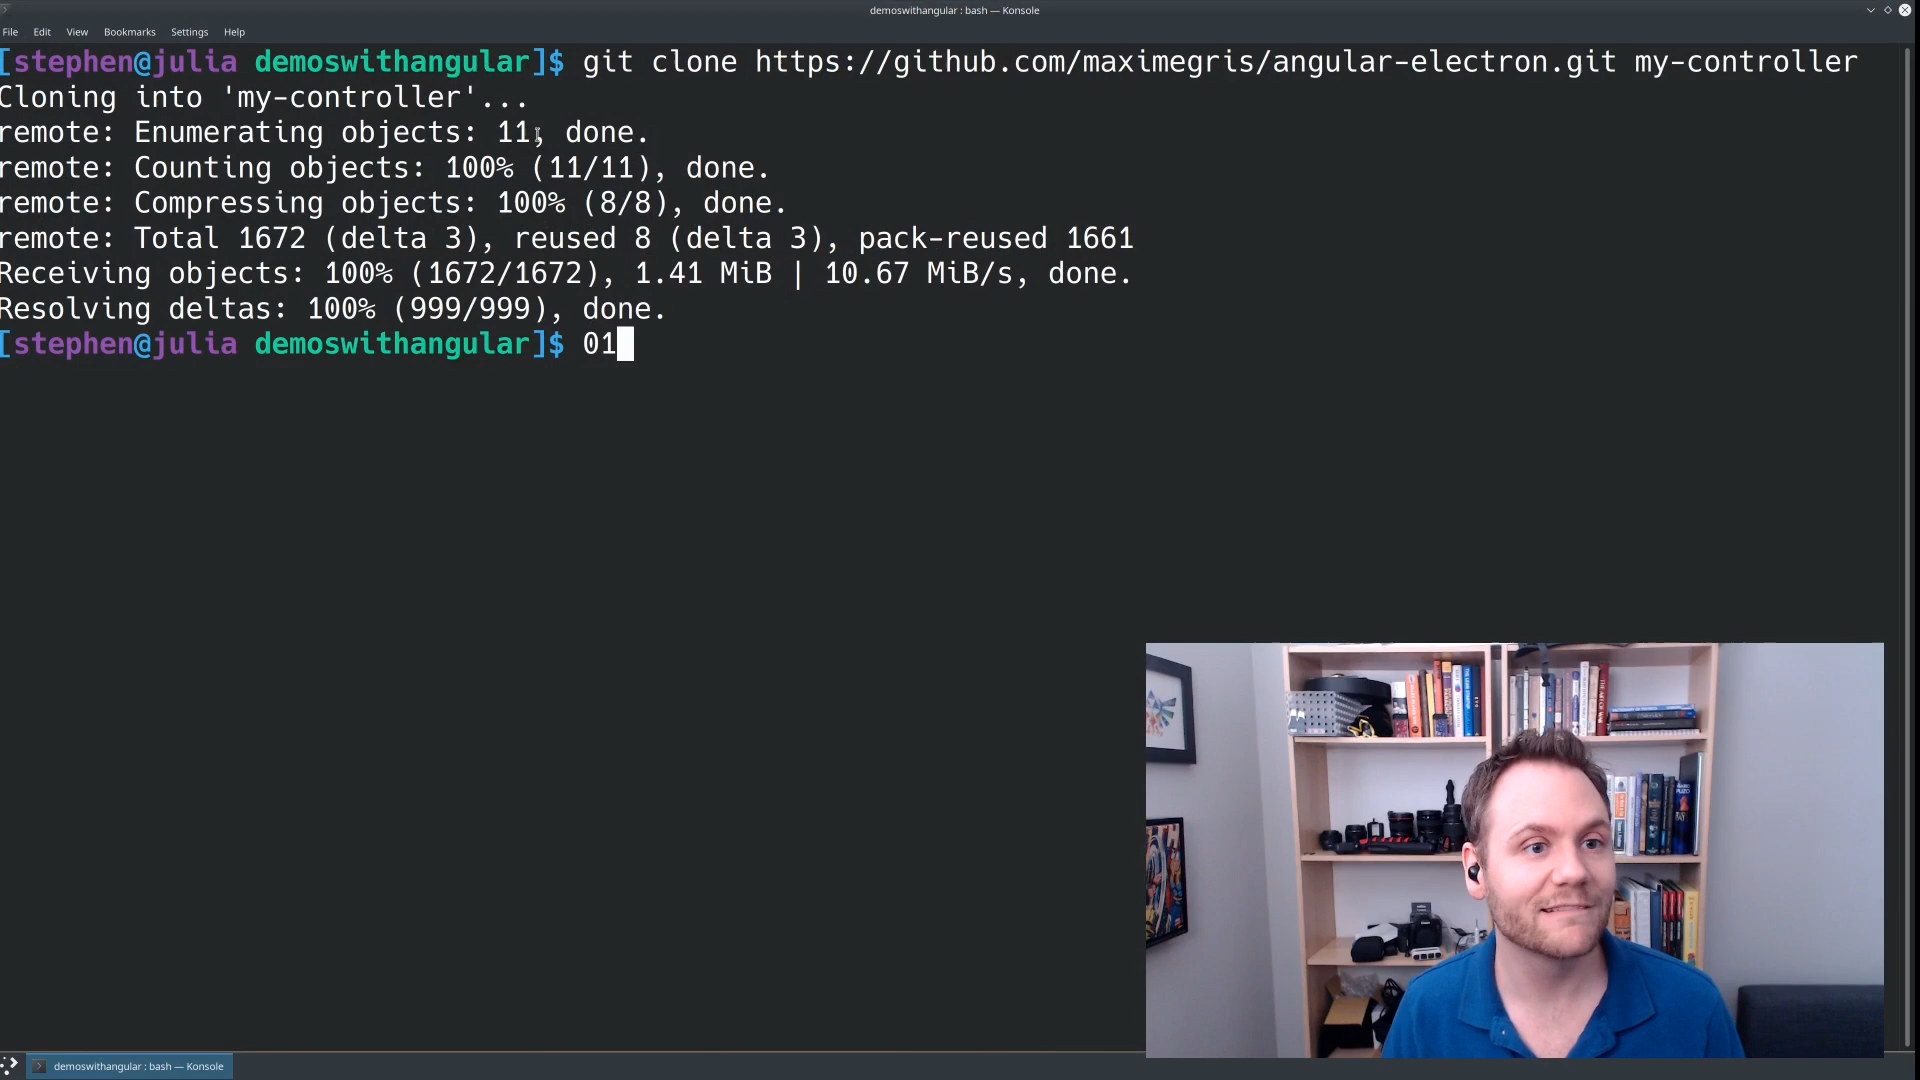 demoswithangular : bash — Konsole
File Edit View Bookmarks Settings Help
[stephen@julia demoswithangular]$ git clone https://github.com/maximegris/angular-electron.git my-controller
Cloning into 'my-controller'...
remote: Enumerating objects: 11, done.
remote: Counting objects: 100% (11/11), done.
remote: Compressing objects: 100% (8/8), done.
remote: Total 1672 (delta 3), reused 8 (delta 3), pack-reused 1661
Receiving objects: 100% (1672/1672), 1.41 MiB | 10.67 MiB/s, done.
Resolving deltas: 100% (999/999), done.
[stephen@julia demoswithangular]$ 01
demoswithangular : bash — Konsole